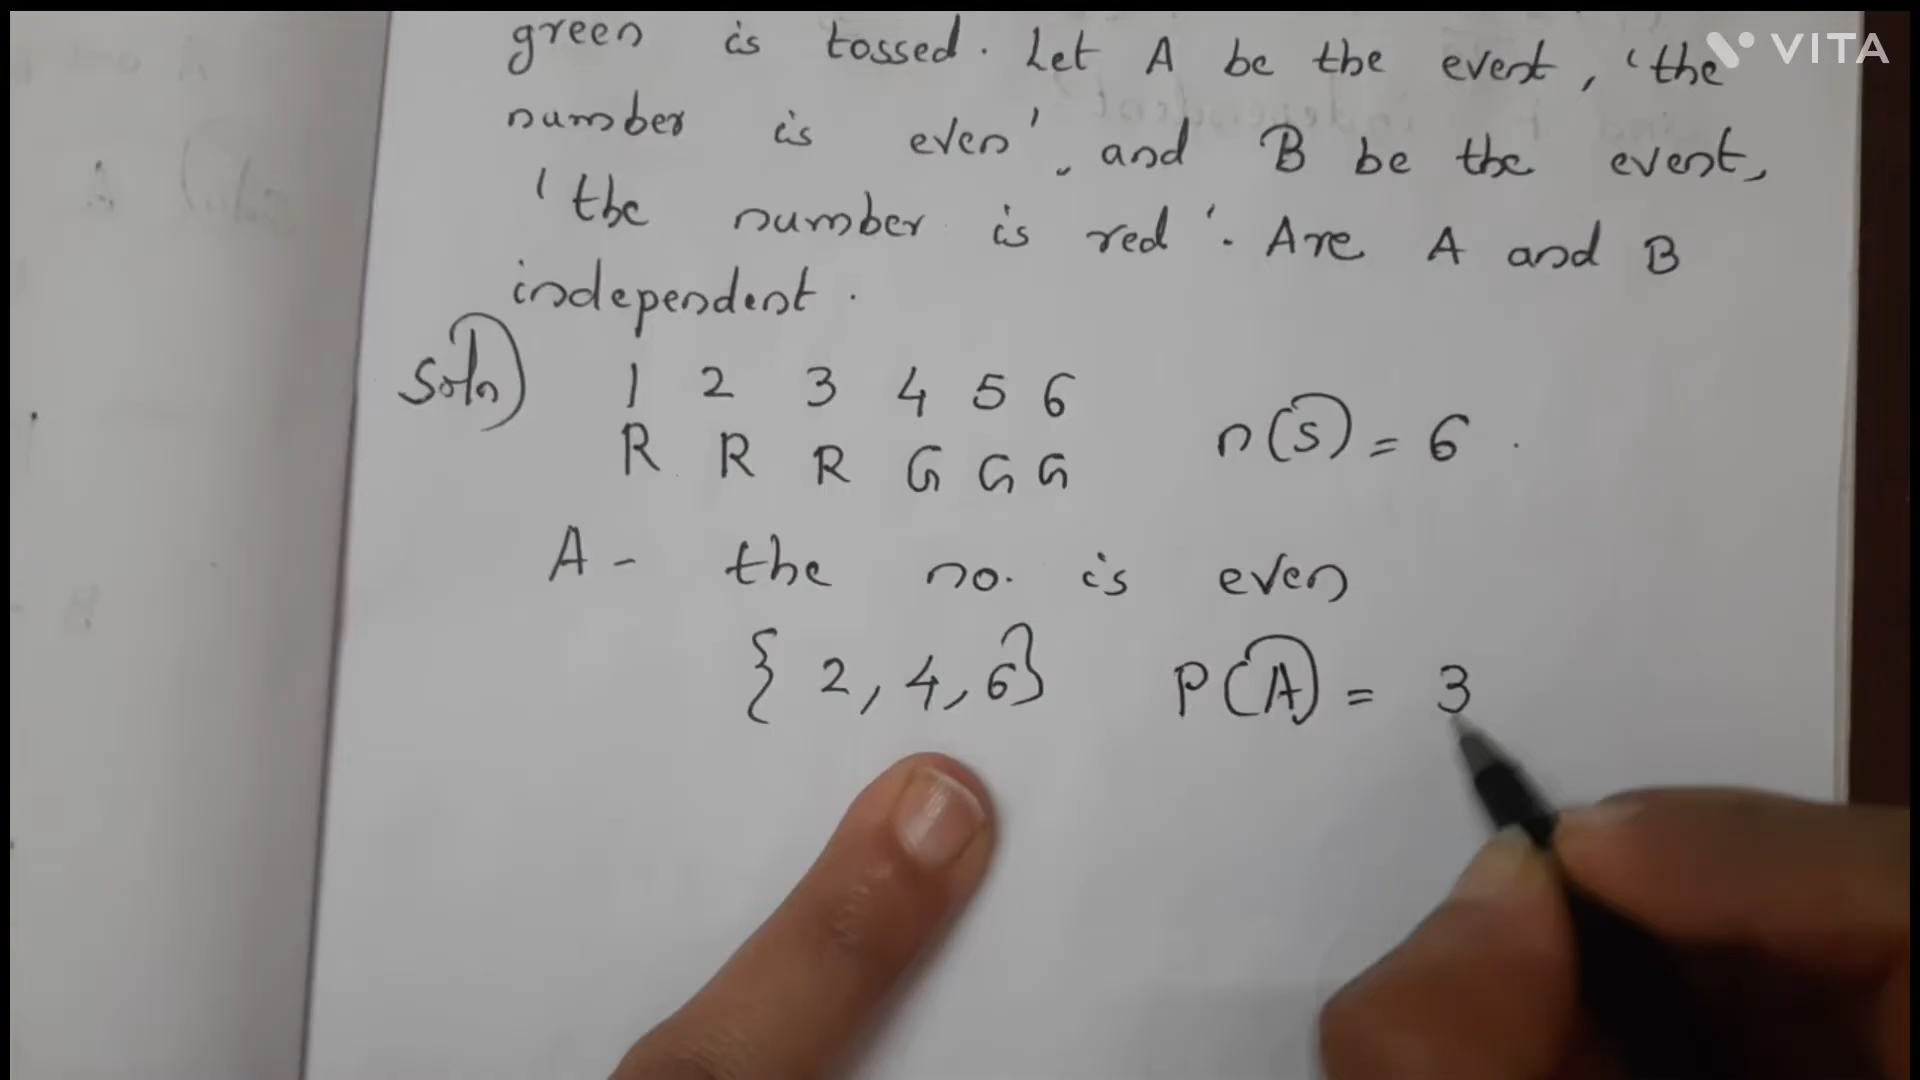 VITA
green is tossed. Let A be the event, 'the
number is even', and B be the event,
'the number is red'. Are A and B
independent.
Soln)
1 2 3 4 5 6
R R R G G G
n(S) = 6.
A - the no. is even
{ 2, 4, 6}
P(A) = 3